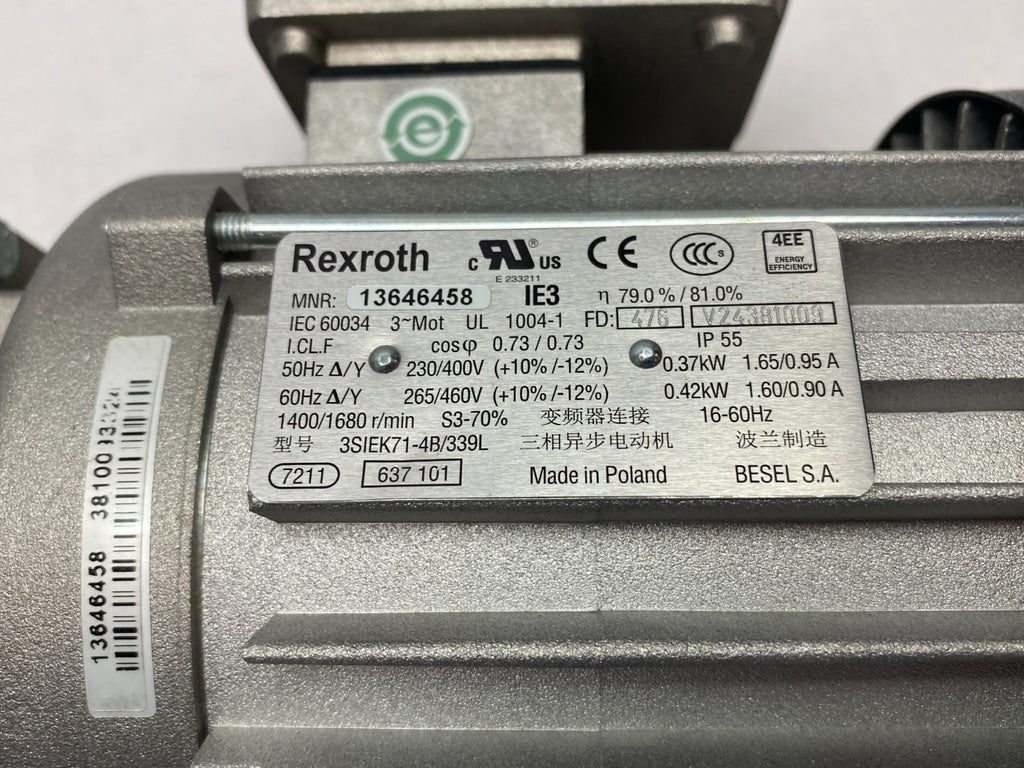 Rexroth c RU® US CE CCC S 4EE ENERGY EFFICIENCY
E 233211
MNR: 13646458 IE3 η 79.0 % / 81.0%
IEC 60034 3~Mot UL 1004-1 FD: 476 V24381009
I.CL.F cosφ 0.73 / 0.73 IP 55
50Hz Δ/Y 230/400V (+10% /-12%) 0.37kW 1.65/0.95 A
60Hz Δ/Y 265/460V (+10% /-12%) 0.42kW 1.60/0.90 A
1400/1680 r/min S3-70% 变频器连接 16-60Hz
型号 3SIEK71-4B/339L 三相异步电动机 波兰制造
7211 637 101 Made in Poland BESEL S.A.
e
13646458